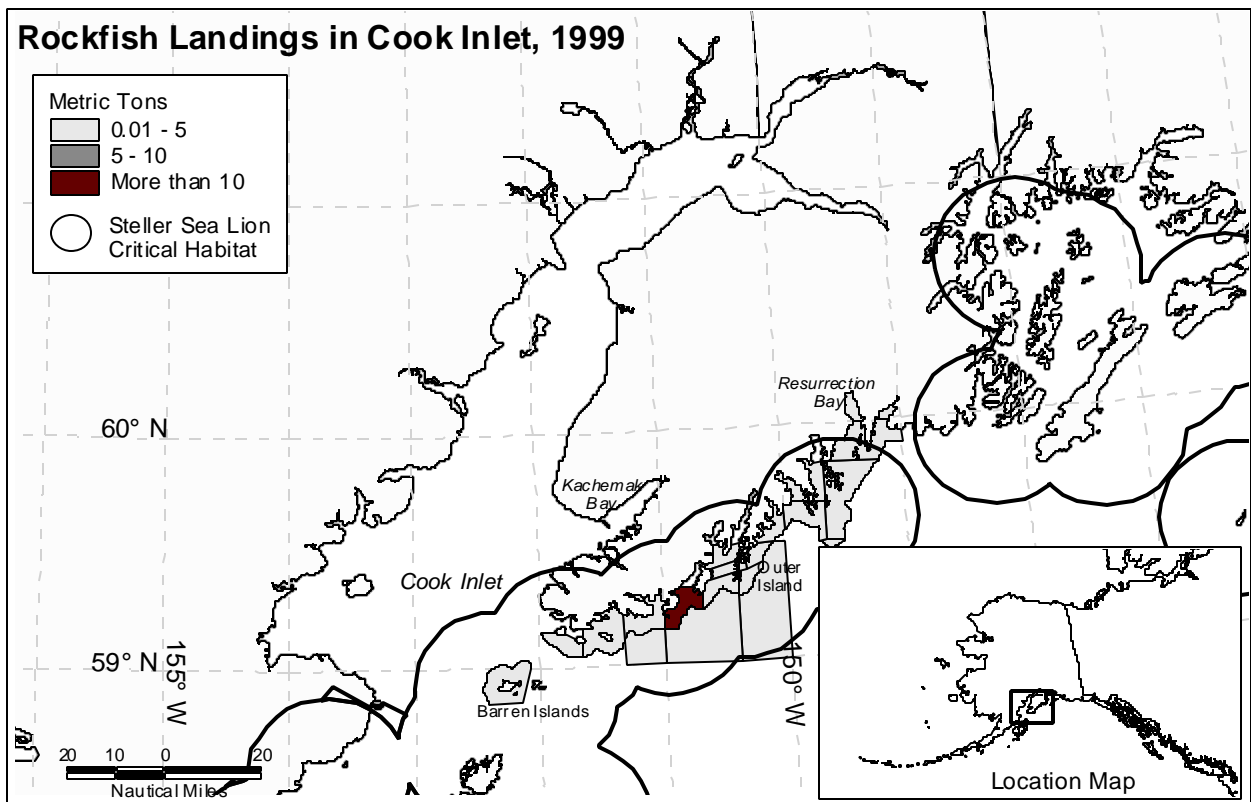 Rockfish Landings in Cook Inlet, 1999
Metric Tons
0.01 - 5
5 - 10
More than 10
Steller Sea Lion
Critical Habitat
Resurrection
Bay
60° N
Kachemak
Bay
Cook Inlet
Outer
Island
59° N
155° W
150° W
Barren Islands
20 10 0 20
Nautical Miles
Location Map